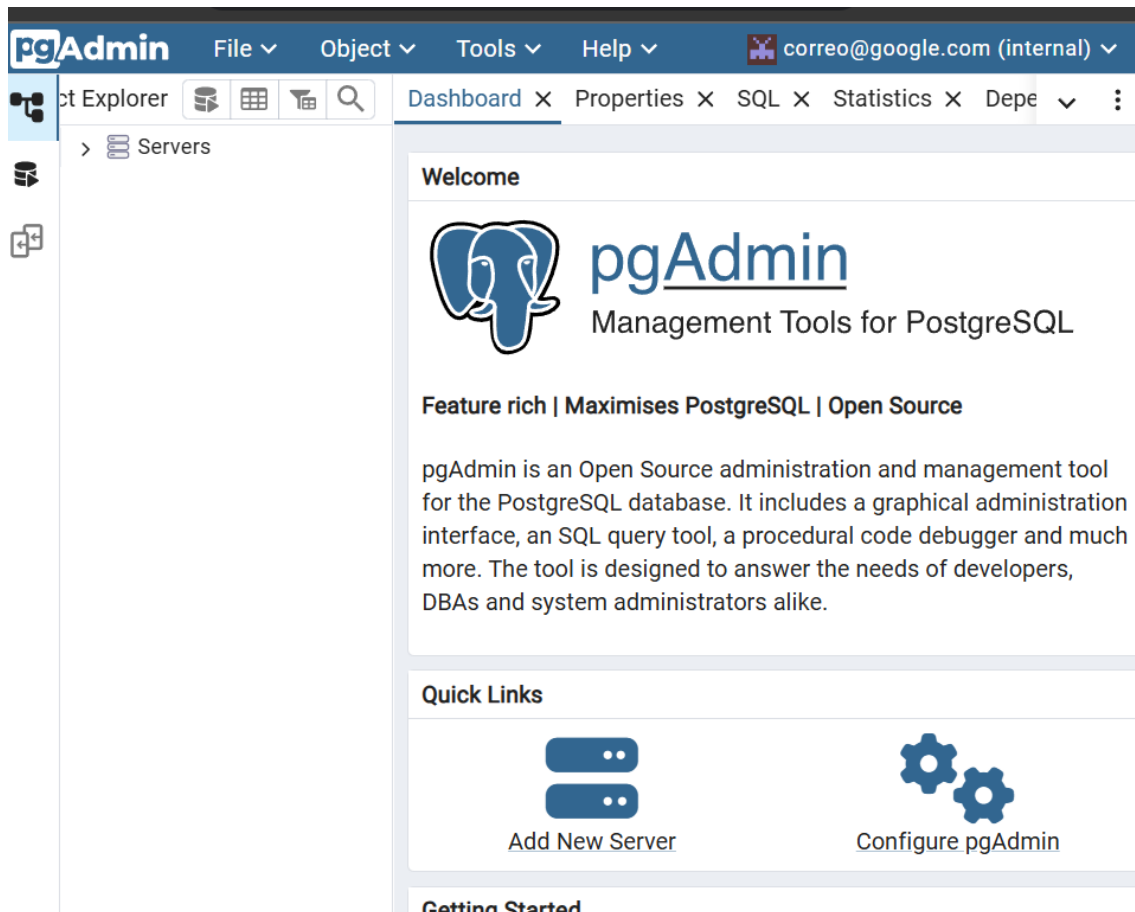 pgAdmin File Object Tools Help correo@google.com (internal)
ct Explorer Dashboard Properties SQL Statistics Depe
Servers
Welcome
pgAdmin
Management Tools for PostgreSQL
Feature rich | Maximises PostgreSQL | Open Source
pgAdmin is an Open Source administration and management tool
for the PostgreSQL database. It includes a graphical administration
interface, an SQL query tool, a procedural code debugger and much
more. The tool is designed to answer the needs of developers,
DBAs and system administrators alike.
Quick Links
Add New Server Configure pgAdmin
Getting Started